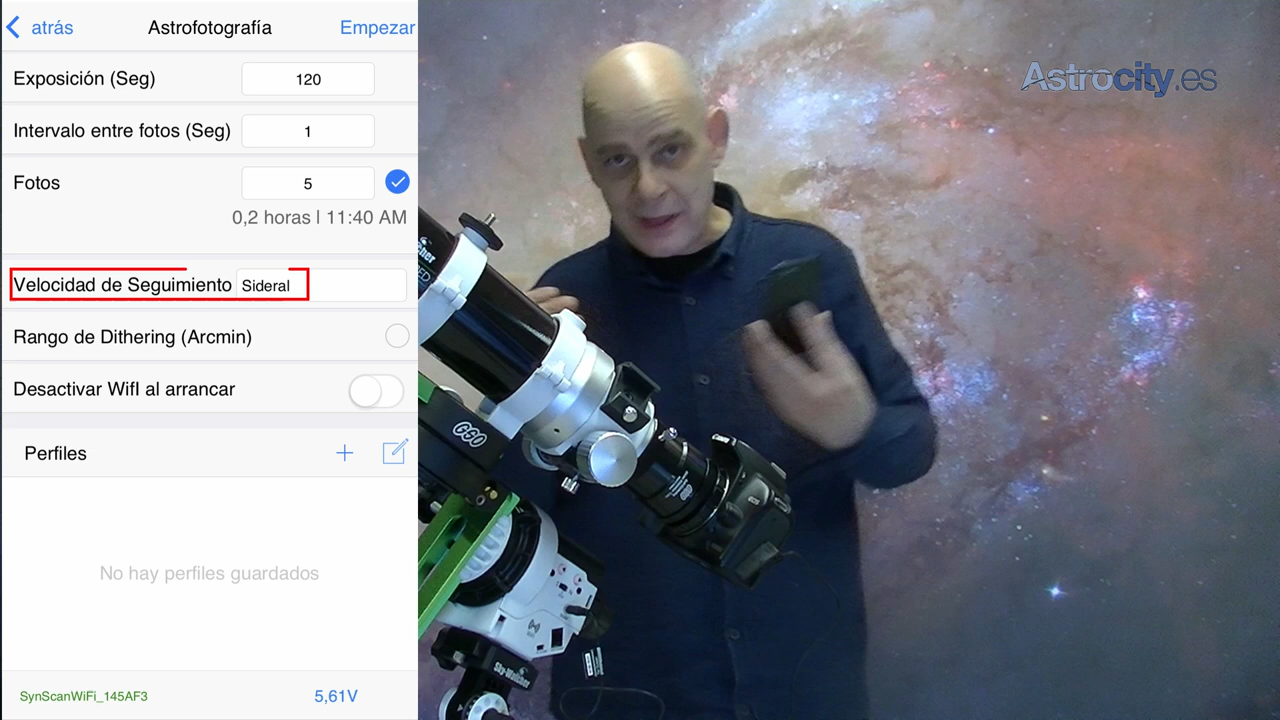 atrás
Astrofotografía
Empezar
Exposición (Seg)
120
Intervalo entre fotos (Seg)
1
Fotos
5
0,2 horas | 11:40 AM
Velocidad de Seguimiento
Sideral
Rango de Dithering (Arcmin)
Desactivar WifI al arrancar
Perfiles
No hay perfiles guardados
SynScanWiFi_145AF3
5,61V
Astrocity.es
Sky-Watcher